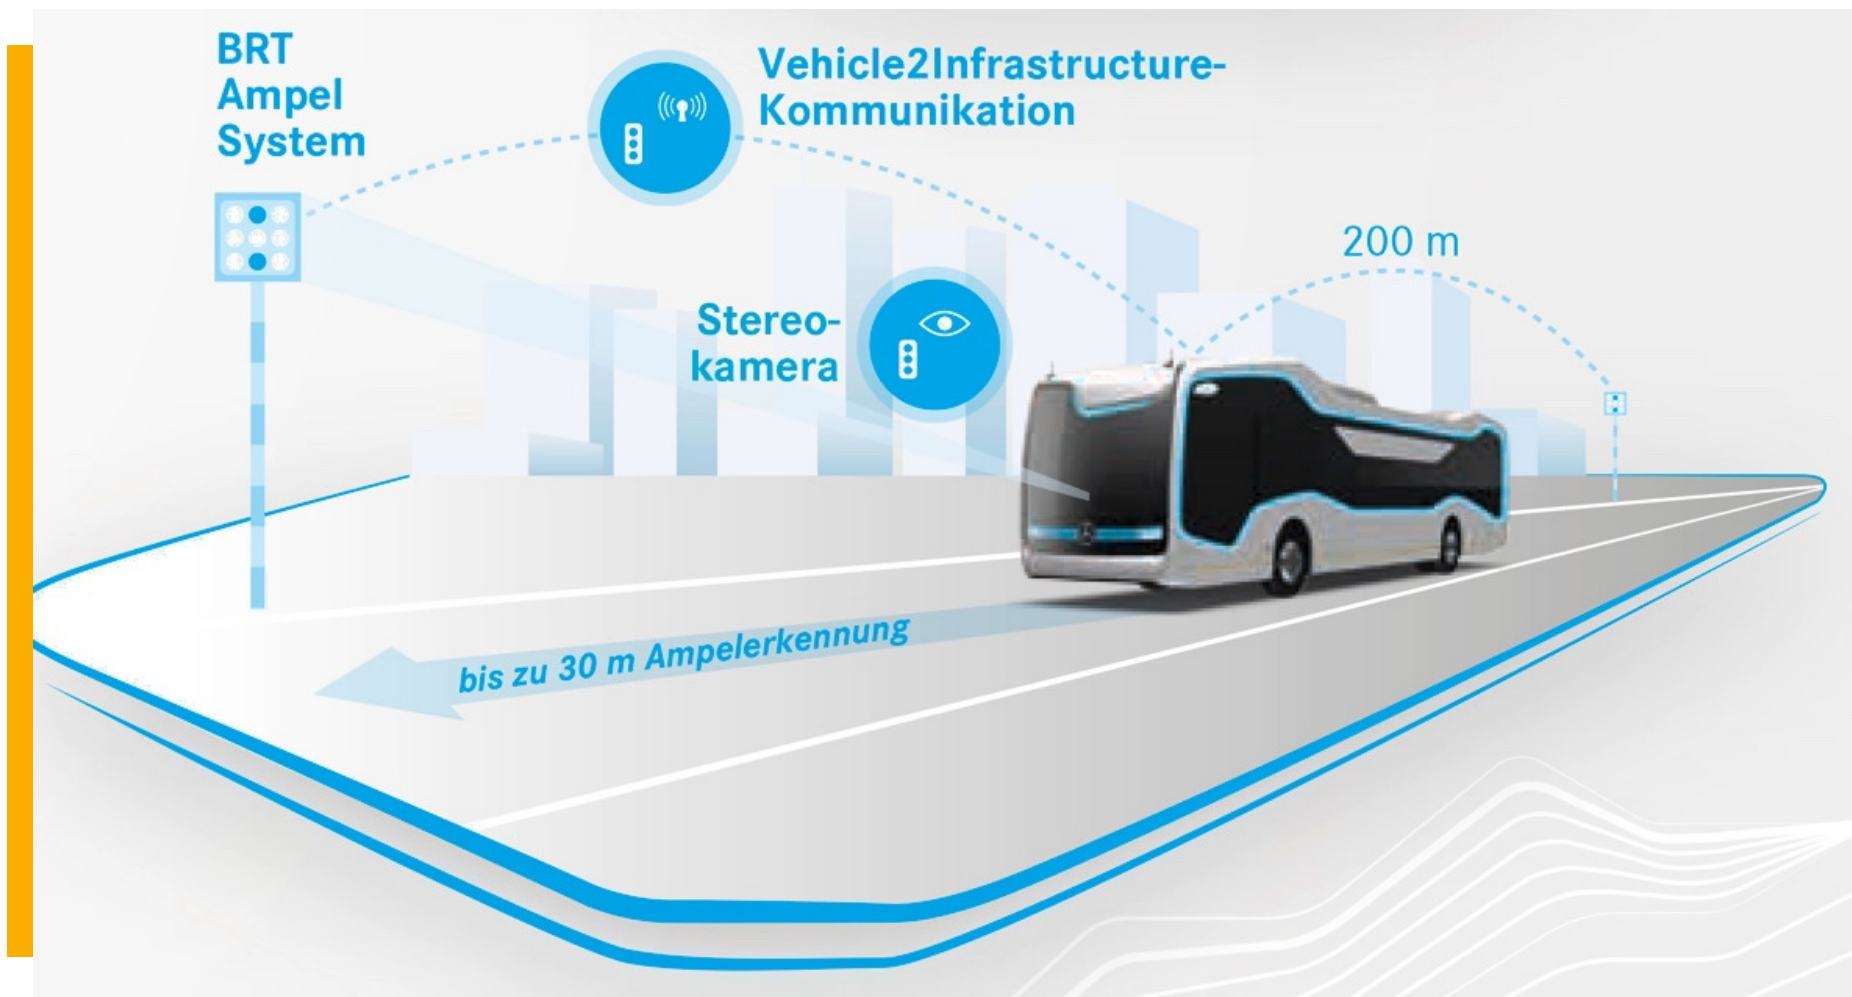 BRT
Ampel
System
Vehicle2Infrastructure-
Kommunikation
200 m
Stereo-
kamera
bis zu 30 m Ampelerkennung